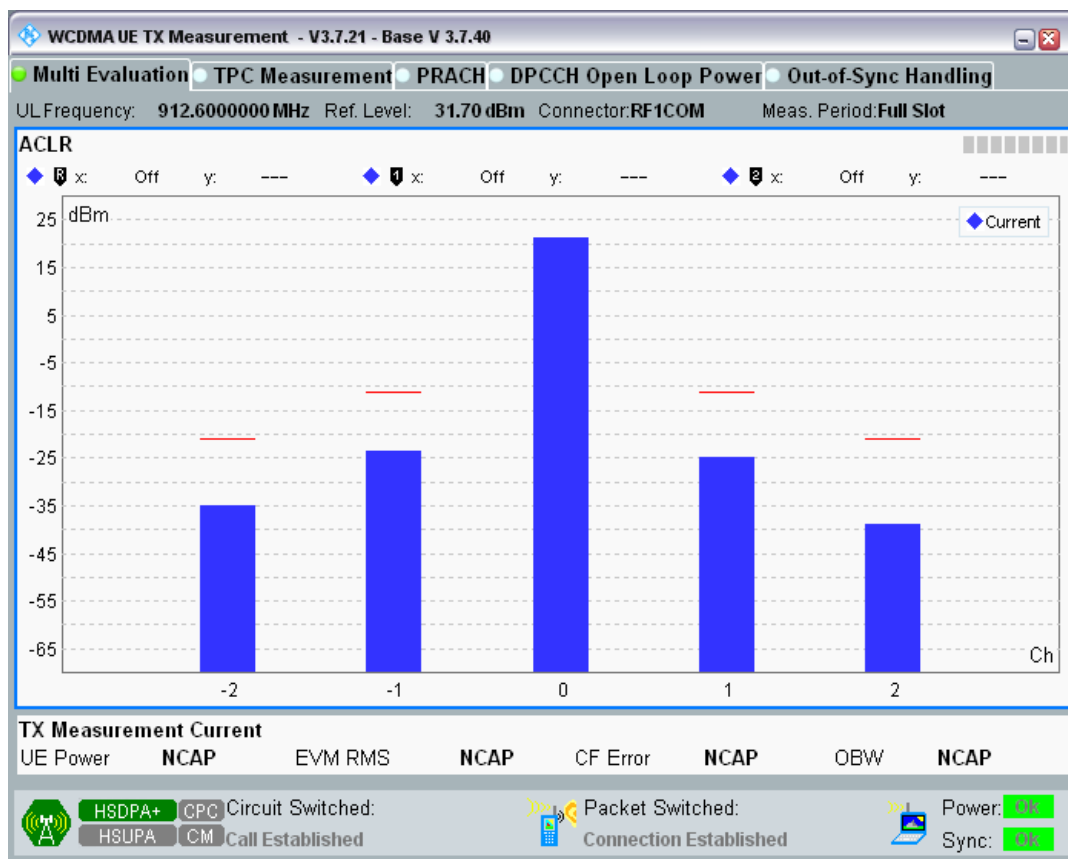 WCDMA UE TX Measurement - V3.7.21 - Base V 3.7.40
Multi Evaluation TPC Measurement PRACH DPCCH Open Loop Power Out-of-Sync Handling
UL Frequency: 912.6000000 MHz Ref. Level: 31.70 dBm Connector:RF1COM Meas. Period:Full Slot
ACLR
R x: Off y: --- 1 x: Off y: --- 2 x: Off y: ---
dBm
Current
25
15
5
-5
-15
-25
-35
-45
-55
-65
Ch
-2 -1 0 1 2
TX Measurement Current
UE Power NCAP EVM RMS NCAP CF Error NCAP OBW NCAP
HSDPA+ CPC Circuit Switched: Packet Switched: Power: Ok
HSUPA CM Call Established Connection Established Sync: Ok